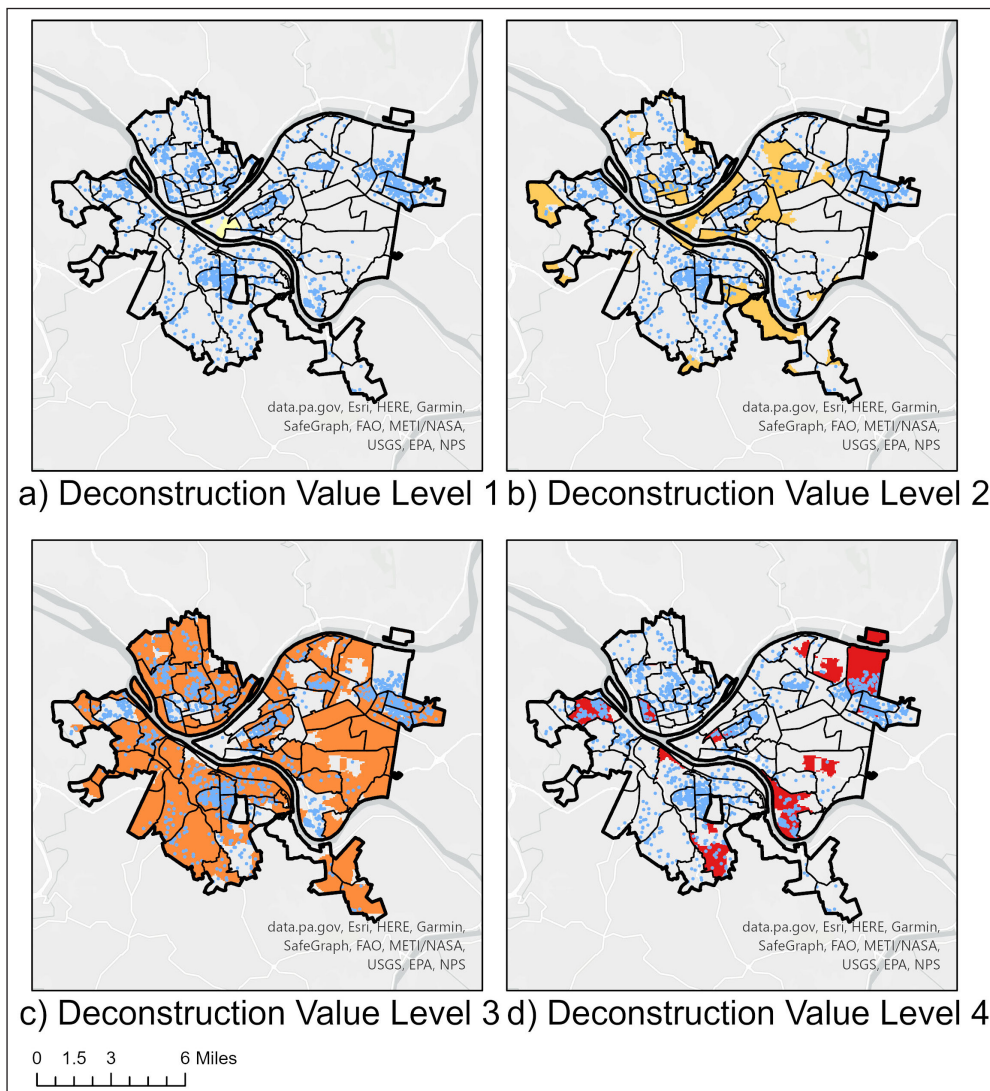 data.pa.gov, Esri, HERE, Garmin,
SafeGraph, FAO, METI/NASA,
USGS, EPA, NPS
a) Deconstruction Value Level 1
data.pa.gov, Esri, HERE, Garmin,
SafeGraph, FAO, METI/NASA,
USGS, EPA, NPS
b) Deconstruction Value Level 2
data.pa.gov, Esri, HERE, Garmin,
SafeGraph, FAO, METI/NASA,
USGS, EPA, NPS
c) Deconstruction Value Level 3
data.pa.gov, Esri, HERE, Garmin,
SafeGraph, FAO, METI/NASA,
USGS, EPA, NPS
d) Deconstruction Value Level 4
0 1.5 3 6 Miles